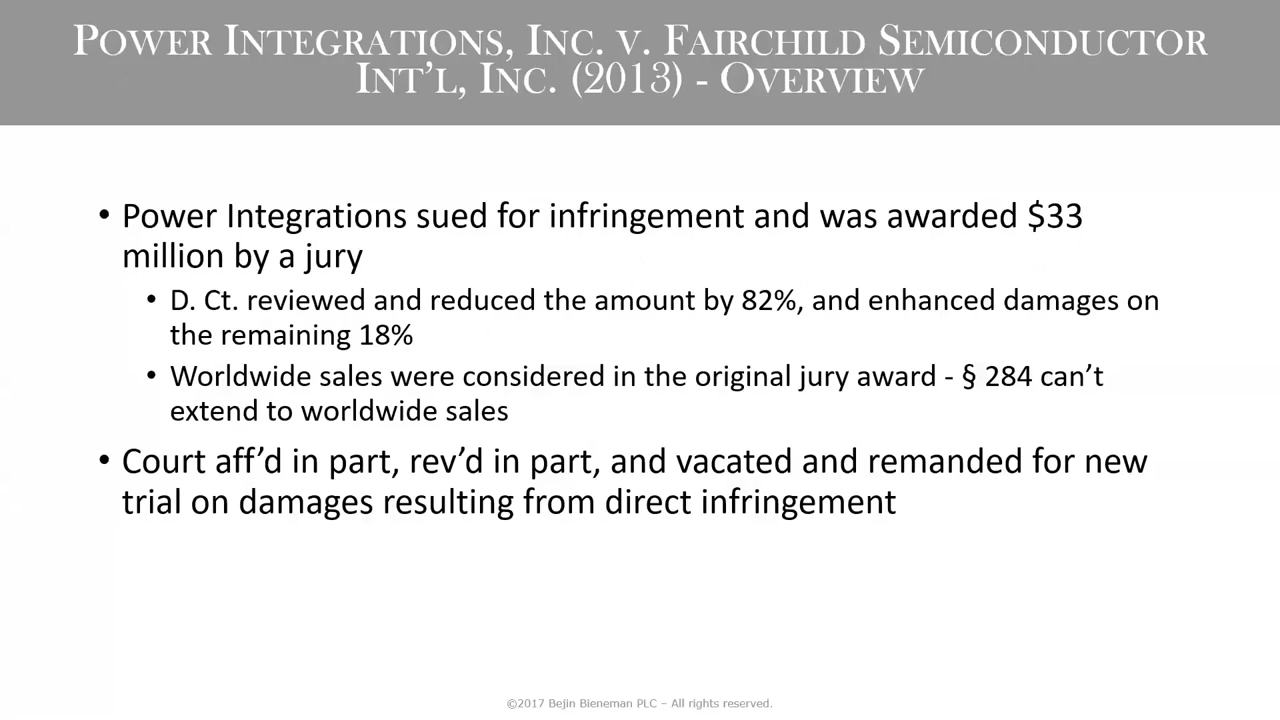 POWER INTEGRATIONS, INC. V. FAIRCHILD SEMICONDUCTOR
INT'L, INC. (2013) - OVERVIEW
• Power Integrations sued for infringement and was awarded $33
million by a jury
• D. Ct. reviewed and reduced the amount by 82%, and enhanced damages on
the remaining 18%
• Worldwide sales were considered in the original jury award - § 284 can't
extend to worldwide sales
• Court aff'd in part, rev'd in part, and vacated and remanded for new
trial on damages resulting from direct infringement
©2017 Bejin Bieneman PLC – All rights reserved.